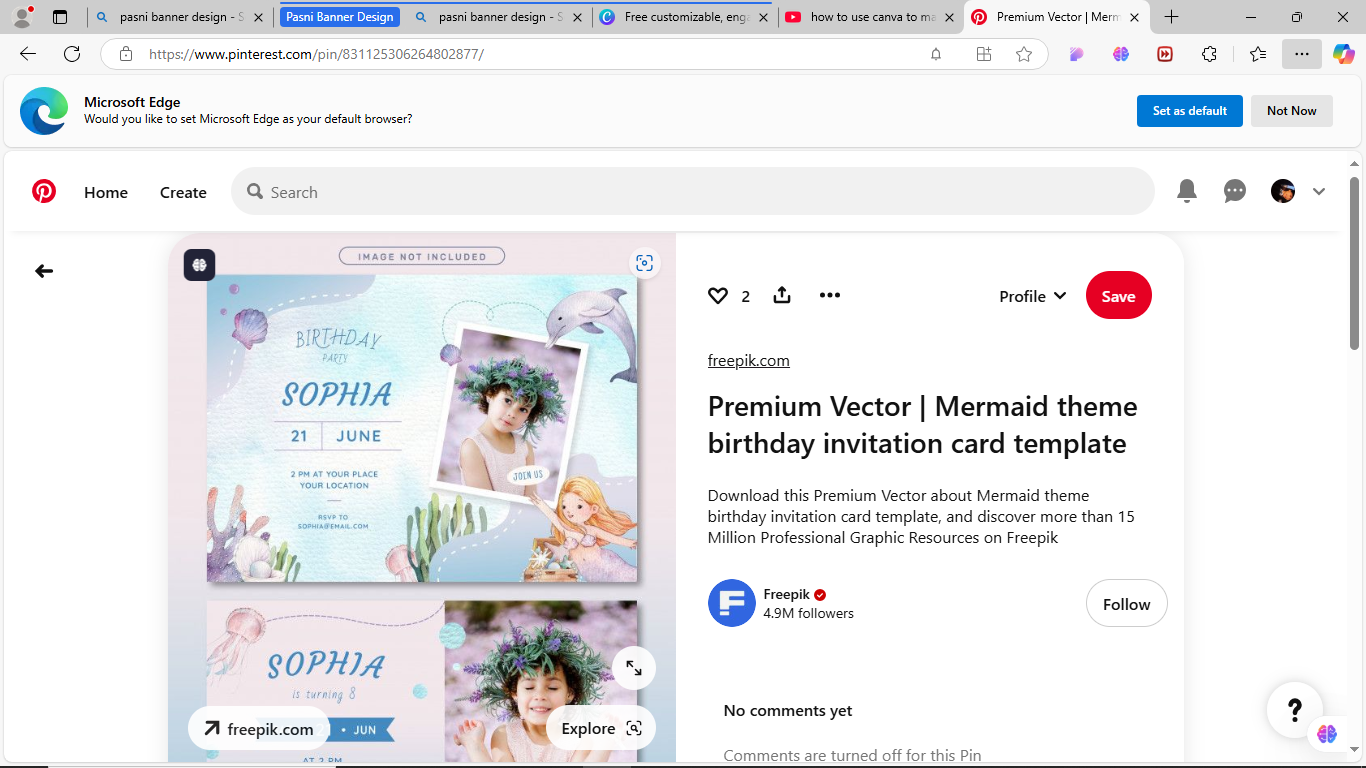 pasni banner design - S
Pasni Banner Design
pasni banner design - S
Free customizable, enga
how to use canva to ma
Premium Vector | Merm
https://www.pinterest.com/pin/831125306264802877/
Microsoft Edge
Would you like to set Microsoft Edge as your default browser?
Set as default
Not Now
Home
Create
Search
IMAGE NOT INCLUDED
BIRTHDAY
PARTY
SOPHIA
21 JUNE
2 PM AT YOUR PLACE
YOUR LOCATION
RSVP TO
SOPHIA@EMAIL.COM
JOIN US
SOPHIA
is turning 8
• JUN
AT 2 PM
freepik.com
Explore
2
Profile
Save
freepik.com
Premium Vector | Mermaid theme
birthday invitation card template
Download this Premium Vector about Mermaid theme
birthday invitation card template, and discover more than 15
Million Professional Graphic Resources on Freepik
Freepik
4.9M followers
Follow
No comments yet
Comments are turned off for this Pin
?